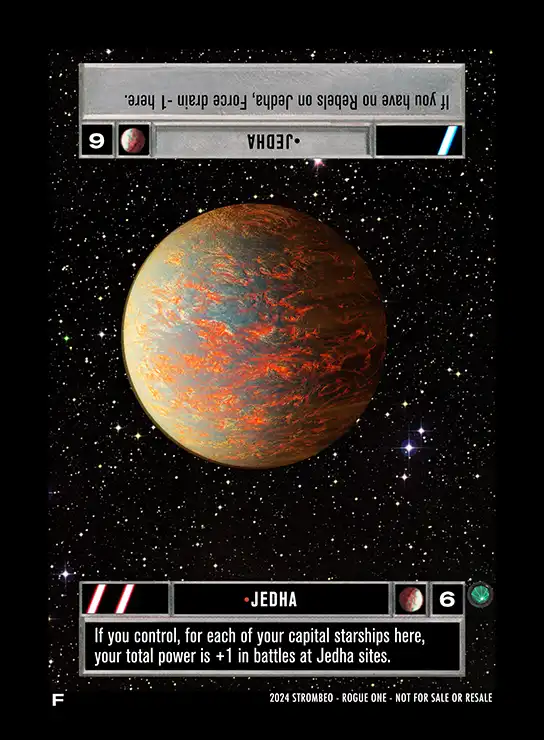 If you have no Rebels on Jedha, Force drain -1 here.
9
•JEDHA
•JEDHA
6
If you control, for each of your capital starships here,
your total power is +1 in battles at Jedha sites.
F
2024 STROMBEO - ROGUE ONE - NOT FOR SALE OR RESALE